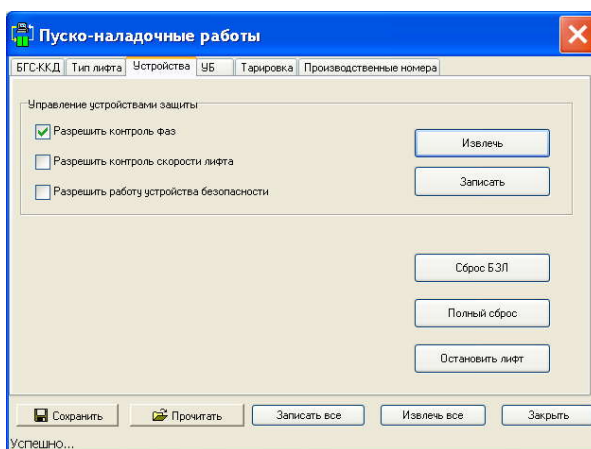 Пуско-наладочные работы
БГС-ККД Тип лифта Устройства УБ Тарировка Производственные номера
Управление устройствами защиты
Разрешить контроль фаз
Извлечь
Разрешить контроль скорости лифта
Записать
Разрешить работу устройства безопасности
Сброс БЗЛ
Полный сброс
Остановить лифт
Сохранить Прочитать Записать все Извлечь все Закрыть
Успешно...